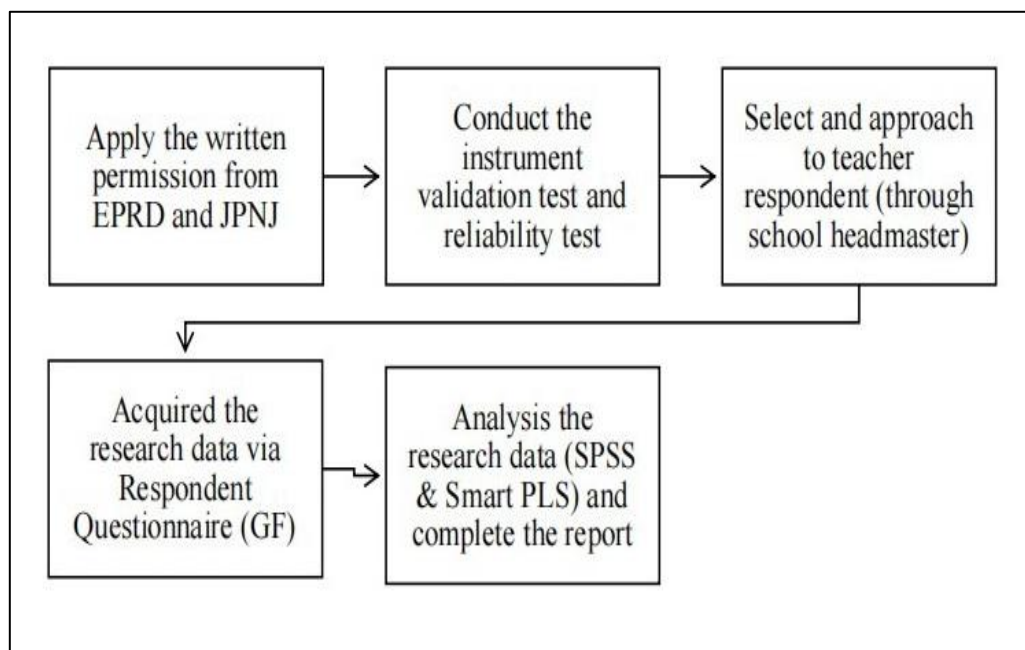 Apply the written
permission from
EPRD and JPNJ
Conduct the
instrument
validation test and
reliability test
Select and approach
to teacher
respondent (through
school headmaster)
Acquired the
research data via
Respondent
Questionnaire (GF)
Analysis the
research data (SPSS
& Smart PLS) and
complete the report